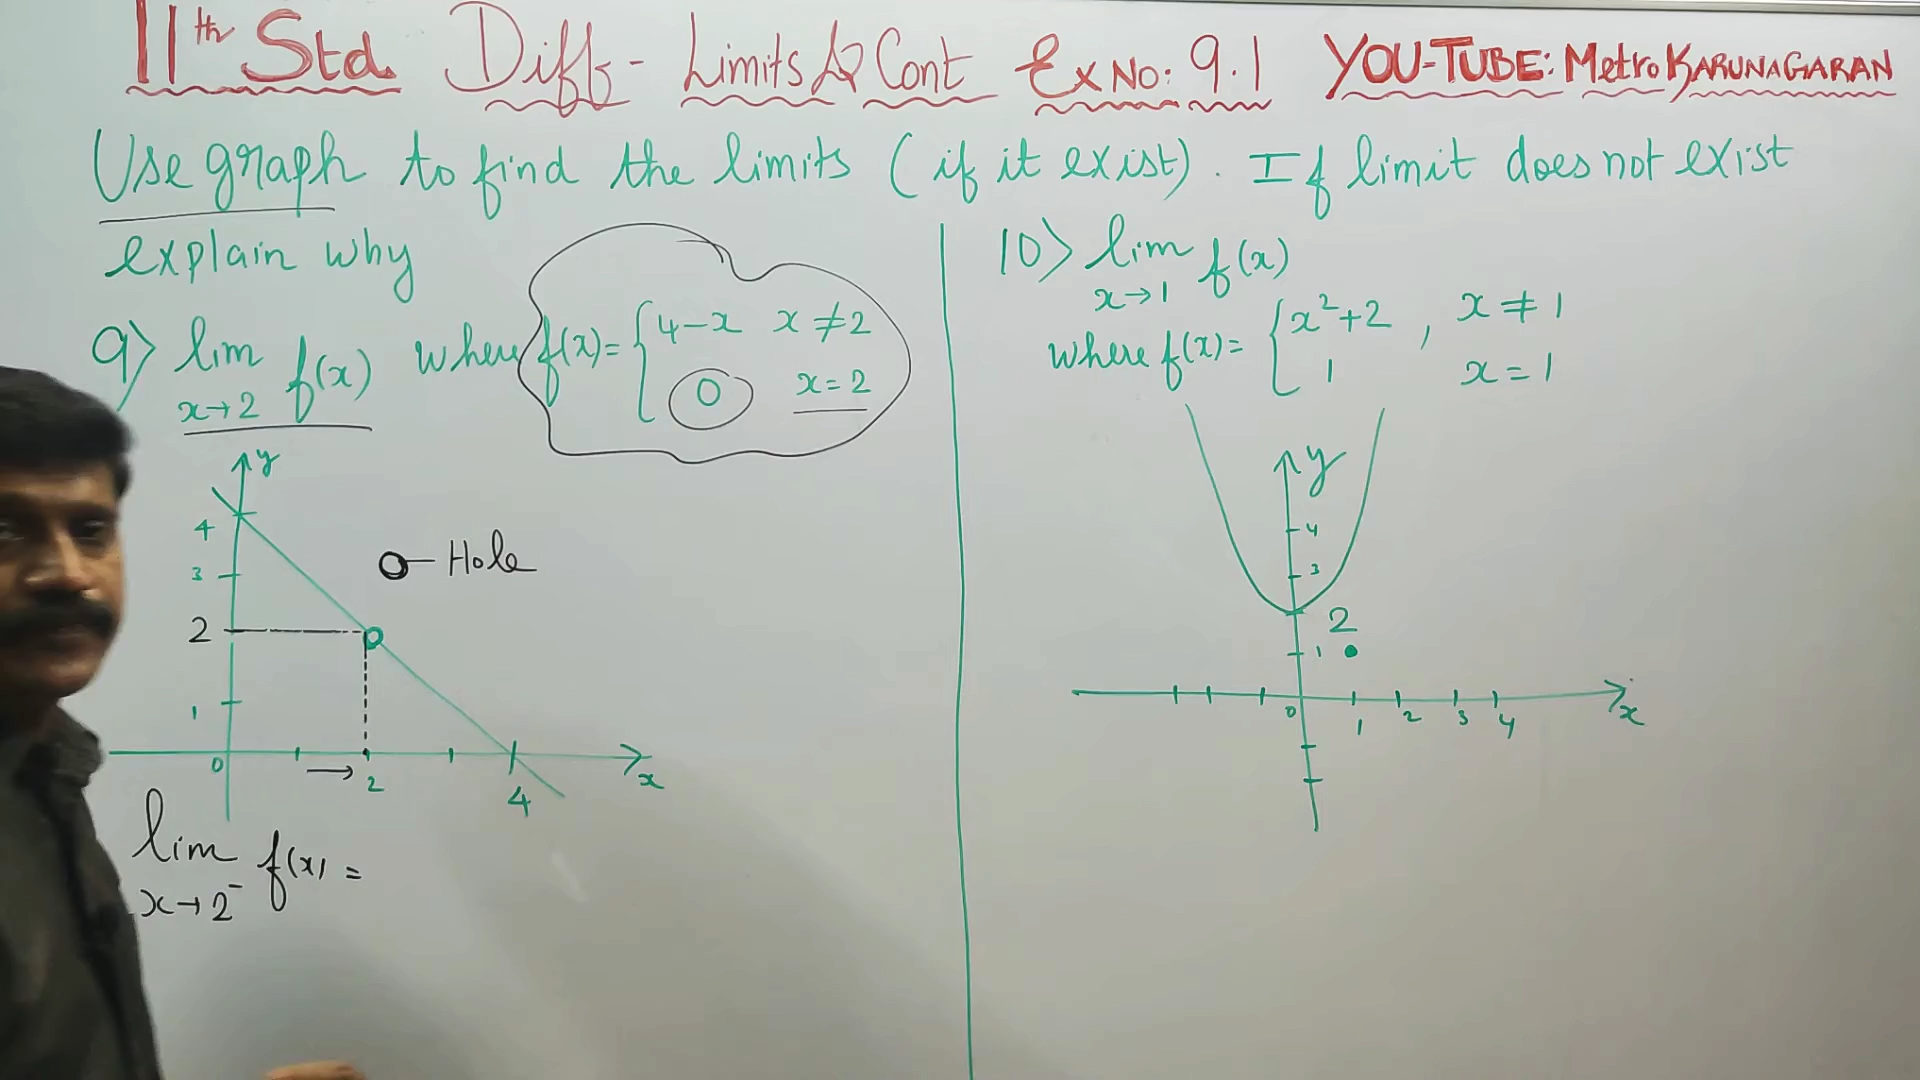 11th Std. Diff - Limits & Cont Ex No: 9.1 YOU-TUBE: Metro KARUNAGARAN
Use graph to find the limits (if it exist). If limit does not exist
explain why
9) lim x→2 f(x) where f(x) = { 4-x x≠2
0 x=2
y
4
3
2
1
0
2
4
x
O- Hole
lim x→2⁻ f(x) =
10) lim x→1 f(x)
where f(x) = { x²+2, x≠1
1 x=1
y
4
3
2
1
0
1
2
3
4
x